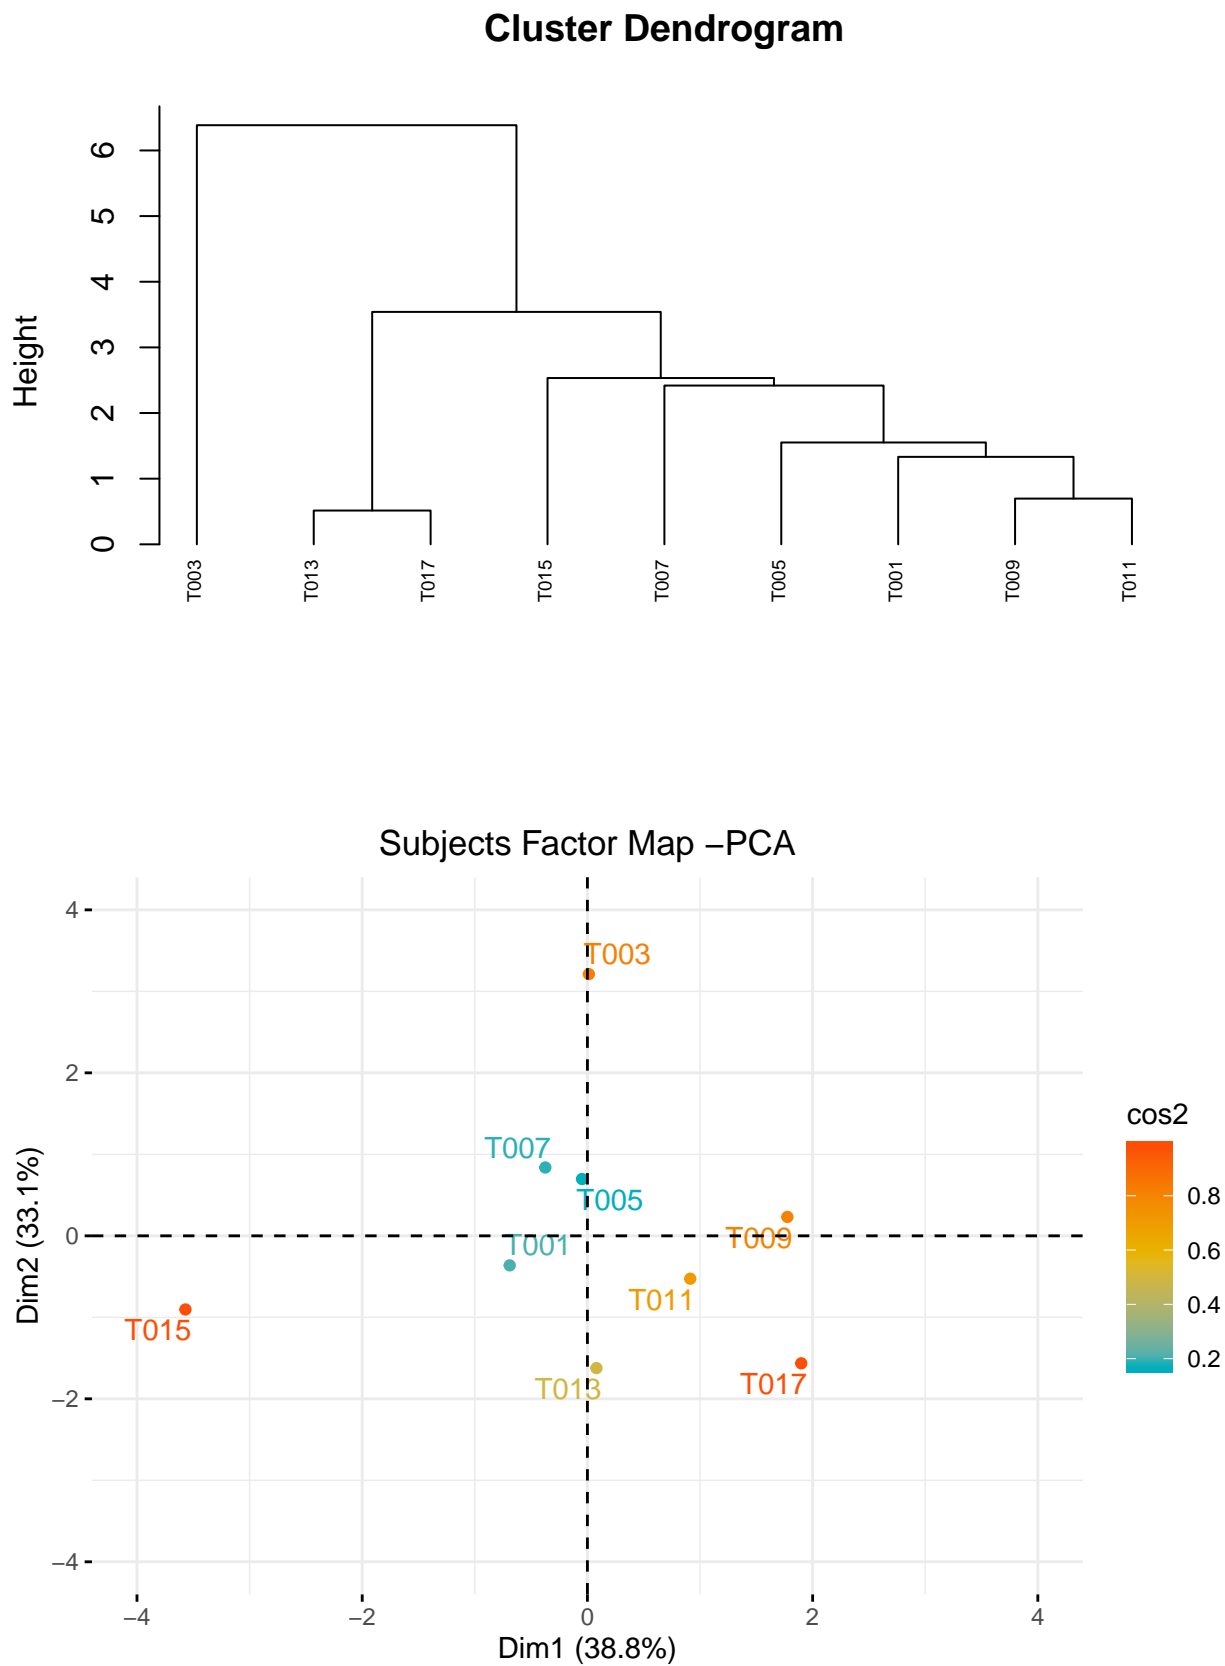 Cluster Dendrogram
Height
6
5
4
3
2
1
0
T003
T013
T017
T015
T007
T005
T001
T009
T011
Subjects Factor Map −PCA
Dim2 (33.1%)
4
2
0
−2
−4
T003
T007
T005
T009
T001
T011
T015
T013
T017
−4
−2
0
2
4
Dim1 (38.8%)
cos2
0.8
0.6
0.4
0.2